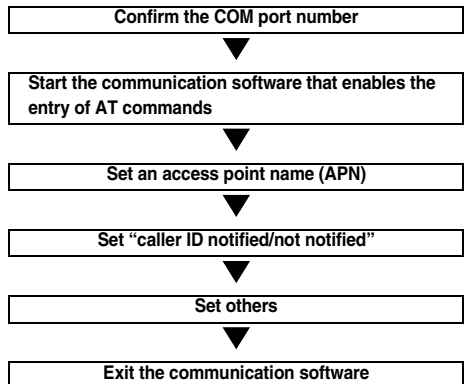 Confirm the COM port number
Start the communication software that enables the
entry of AT commands
Set an access point name (APN)
Set “caller ID notified/not notified”
Set others
Exit the communication software